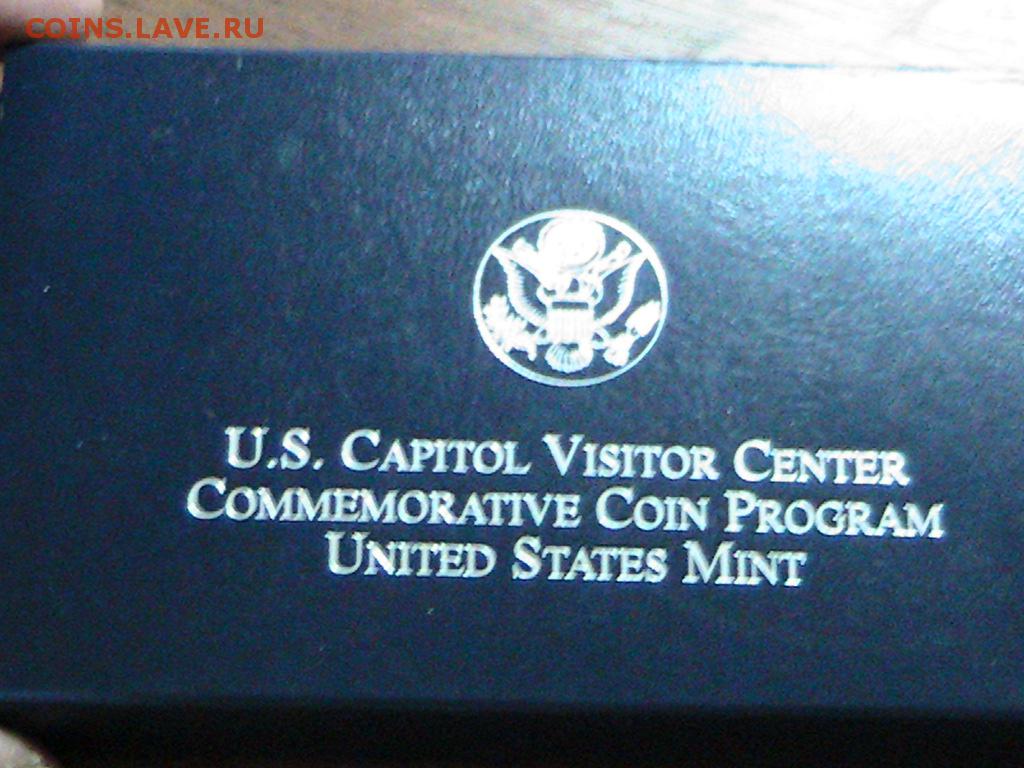 COINS.LAVE.RU
U.S. CAPITOL VISITOR CENTER
COMMEMORATIVE COIN PROGRAM
UNITED STATES MINT